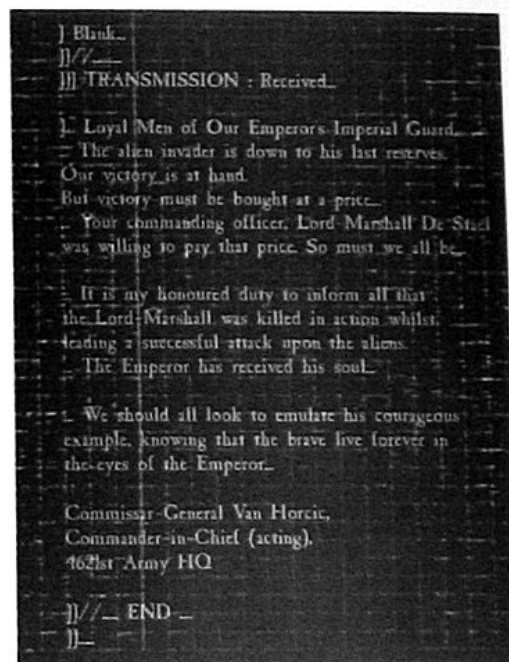 ] Blank_
]]//___
]]] TRANSMISSION : Received_
]_ Loyal Men of Our Emperors Imperial Guard_
_ The alien invader is down to his last reserves.
Our victory is at hand.
But victory must be bought at a price_
_ Your commanding officer, Lord Marshall De Stael
was willing to pay that price. So must we all be_
_ It is my honoured duty to inform all that
the Lord-Marshall was killed in action whilst
leading a successful attack upon the aliens.
_ The Emperor has received his soul_
_ We should all look to emulate his courageous
example, knowing that the brave live forever in
the eyes of the Emperor_
Commissar-General Van Horcic,
Commander-in-Chief (acting),
4621st Army HQ
]]//__ END _
]]_